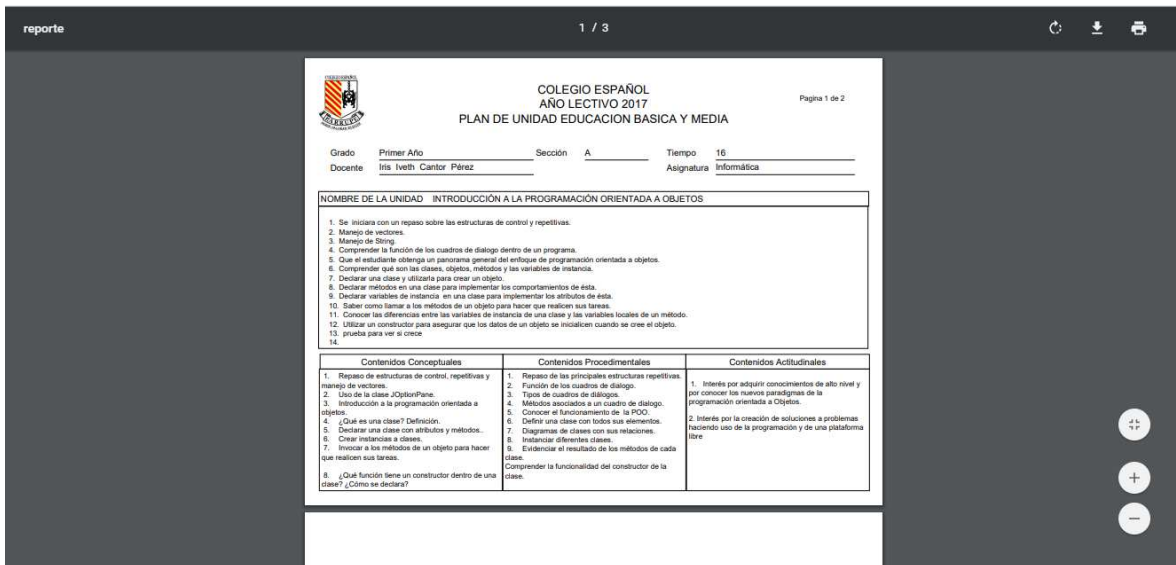 reporte
1 / 3
COLEGIO ESPAÑOL
AÑO LECTIVO 2017
Pagina 1 de 2
PLAN DE UNIDAD EDUCACION BASICA Y MEDIA
Grado Primer Año Sección A Tiempo 16
Docente Iris Iveth Cantor Pérez Asignatura Informática
NOMBRE DE LA UNIDAD INTRODUCCIÓN A LA PROGRAMACIÓN ORIENTADA A OBJETOS
1. Se iniciara con un repaso sobre las estructuras de control y repetitivas.
2. Manejo de vectores.
3. Manejo de String.
4. Comprender la función de los cuadros de dialogo dentro de un programa.
5. Que el estudiante obtenga un panorama general del enfoque de programación orientada a objetos.
6. Comprender qué son las clases, objetos, métodos y las variables de instancia.
7. Declarar una clase y utilizarla para crear un objeto.
8. Declarar métodos en una clase para implementar los comportamientos de ésta.
9. Declarar variables de instancia en una clase para implementar los atributos de ésta.
10. Saber como llamar a los métodos de un objeto para hacer que realicen sus tareas.
11. Conocer las diferencias entre las variables de instancia de una clase y las variables locales de un método.
12. Utilizar un constructor para asegurar que los datos de un objeto se inicialicen cuando se cree el objeto.
13. prueba para ver si crece
14.
Contenidos Conceptuales
1. Repaso de estructuras de control, repetitivas y
manejo de vectores.
2. Uso de la clase JOptionPane.
3. Introducción a la programación orientada a
objetos.
4. ¿Qué es una clase? Definición.
5. Declarar una clase con atributos y métodos..
6. Crear instancias a clases.
7. Invocar a los métodos de un objeto para hacer
que realicen sus tareas.
8. ¿Qué función tiene un constructor dentro de una
clase? ¿Cómo se declara?
Contenidos Procedimentales
1. Repaso de las principales estructuras repetitivas.
2. Función de los cuadros de dialogo.
3. Tipos de cuadros de diálogos.
4. Métodos asociados a un cuadro de dialogo.
5. Conocer el funcionamiento de la POO.
6. Definir una clase con todos sus elementos.
7. Diagramas de clases con sus relaciones.
8. Instanciar diferentes clases.
9. Evidenciar el resultado de los métodos de cada
clase.
Comprender la funcionalidad del constructor de la
clase.
Contenidos Actitudinales
1. Interés por adquirir conocimientos de alto nivel y
por conocer los nuevos paradigmas de la
programación orientada a Objetos.
2. Interés por la creación de soluciones a problemas
haciendo uso de la programación y de una plataforma
libre